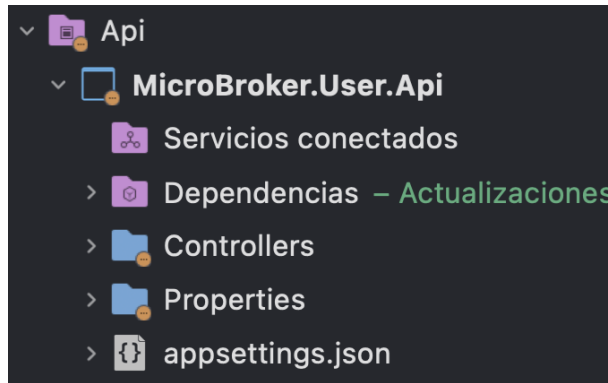 Api
MicroBroker.User.Api
Servicios conectados
Dependencias – Actualizaciones
Controllers
Properties
{} appsettings.json